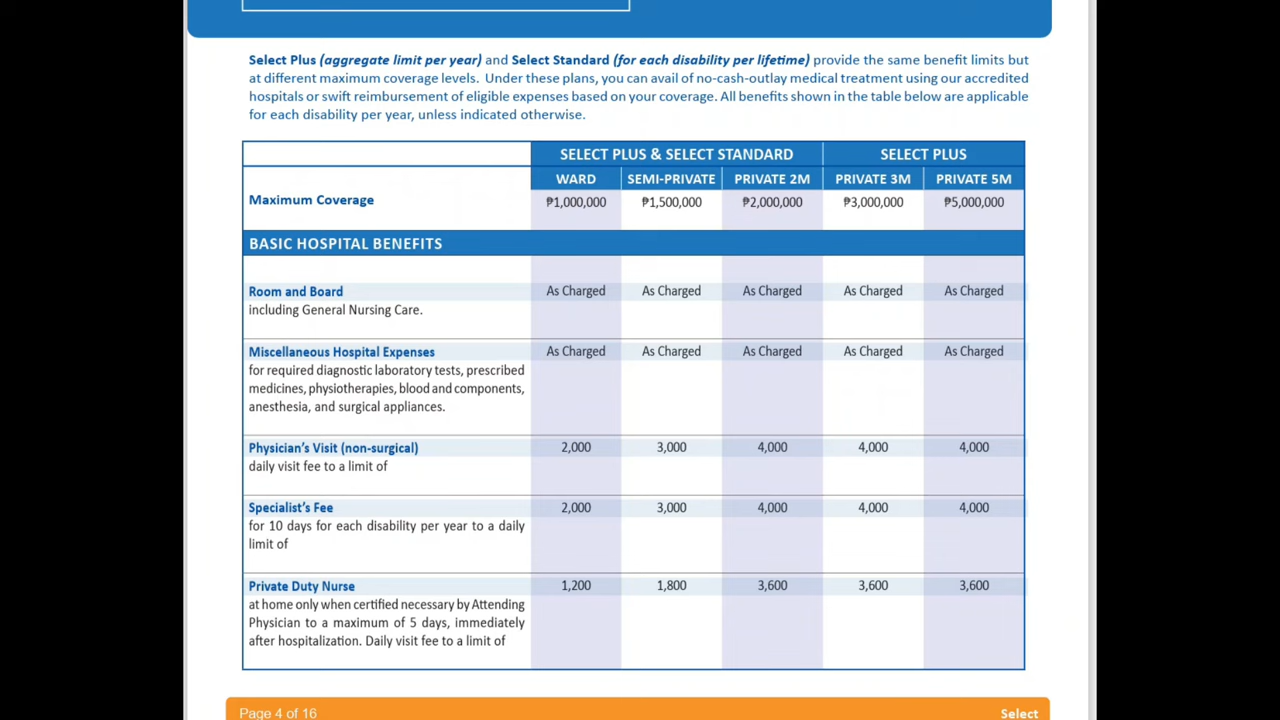 Select Plus (aggregate limit per year) and Select Standard (for each disability per lifetime) provide the same benefit limits but
at different maximum coverage levels. Under these plans, you can avail of no-cash-outlay medical treatment using our accredited
hospitals or swift reimbursement of eligible expenses based on your coverage. All benefits shown in the table below are applicable
for each disability per year, unless indicated otherwise.
SELECT PLUS & SELECT STANDARD SELECT PLUS
WARD SEMI-PRIVATE PRIVATE 2M PRIVATE 3M PRIVATE 5M
Maximum Coverage ₱1,000,000 ₱1,500,000 ₱2,000,000 ₱3,000,000 ₱5,000,000
BASIC HOSPITAL BENEFITS
Room and Board As Charged As Charged As Charged As Charged As Charged
including General Nursing Care.
Miscellaneous Hospital Expenses As Charged As Charged As Charged As Charged As Charged
for required diagnostic laboratory tests, prescribed
medicines, physiotherapies, blood and components,
anesthesia, and surgical appliances.
Physician's Visit (non-surgical) 2,000 3,000 4,000 4,000 4,000
daily visit fee to a limit of
Specialist's Fee 2,000 3,000 4,000 4,000 4,000
for 10 days for each disability per year to a daily
limit of
Private Duty Nurse 1,200 1,800 3,600 3,600 3,600
at home only when certified necessary by Attending
Physician to a maximum of 5 days, immediately
after hospitalization. Daily visit fee to a limit of
Page 4 of 16 Select